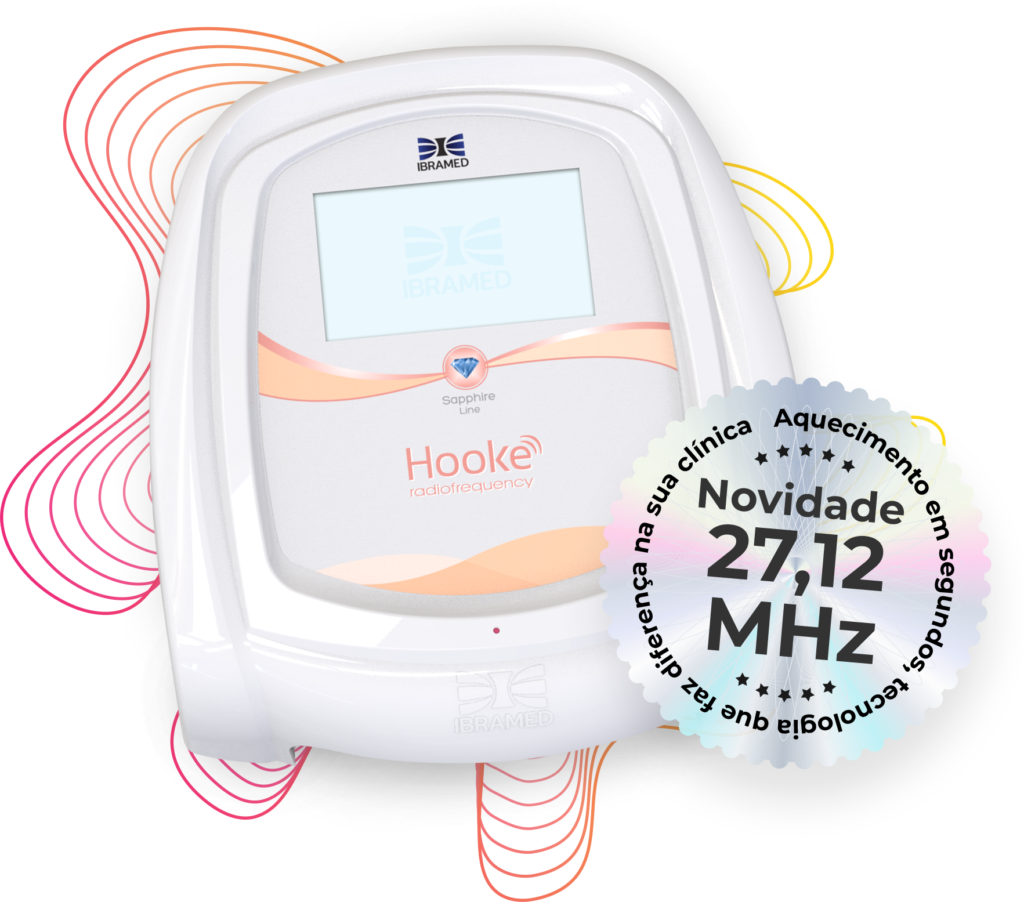 IBRAMED
IBRAMED
Sapphire
Line
Hooke
radiofrequency
Aquecimento em segundos, tecnologia que faz diferença na sua clínica
Novidade
27,12
MHz
IBRAMED